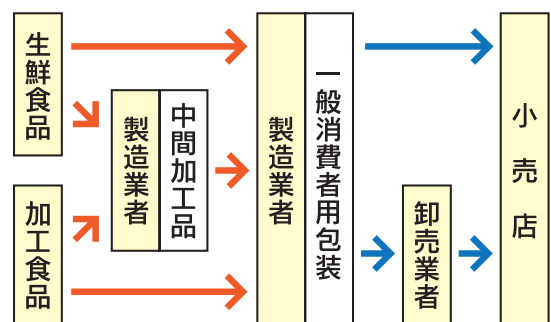 生鮮食品
加工食品
製造業者
中間加工品
製造業者
一般消費者用包装
卸売業者
小売店